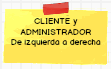 CLIENTE y
ADMINISTRADOR
De izquierda a derecha